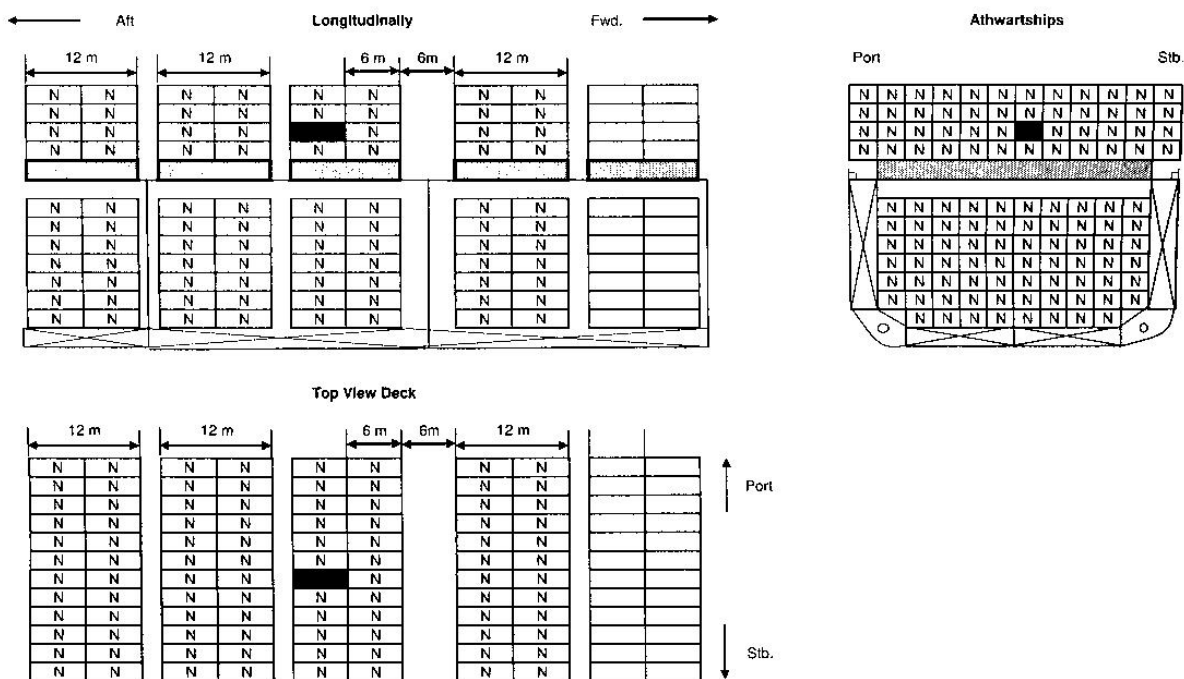 Aft Longitudinally Fwd.
12 m 12 m 6 m 6m 12 m
N N N N N N N N
N N N N N N N N
N N N N N N N
N N N N N N N N
N N N N N N N N
N N N N N N N N
N N N N N N N N
N N N N N N N N
N N N N N N N N
N N N N N N N N
N N N N N N N N
Athwartships
Port Stb.
N N N N N N N N N N N N
N N N N N N N N N N N N
N N N N N N N N N N N
N N N N N N N N N N N N
N N N N N N N N N N
N N N N N N N N N N
N N N N N N N N N N
N N N N N N N N N N
N N N N N N N N N N
N N N N N N N N N N
N N N N N N N N
Top View Deck
12 m 12 m 6 m 6m 12 m
N N N N N N N N
N N N N N N N N Port
N N N N N N N N
N N N N N N N N
N N N N N N N N
N N N N N N N N
N N N N N N N
N N N N N N N N
N N N N N N N N
N N N N N N N N
N N N N N N N N Stb.
N N N N N N N N